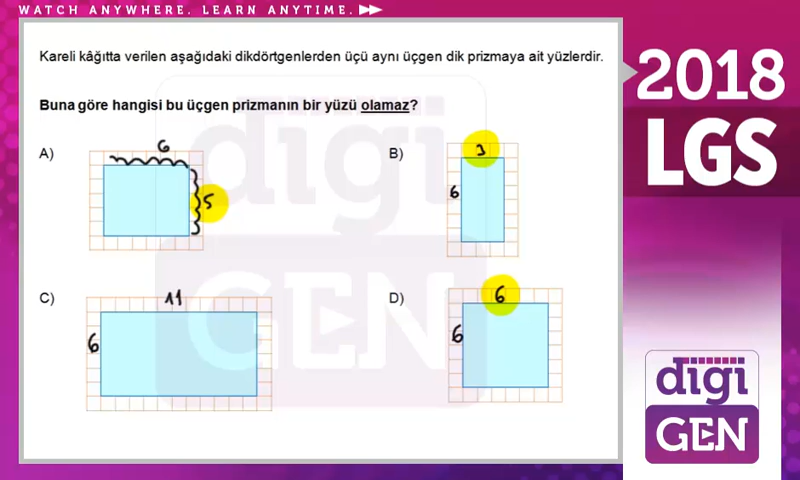 WATCH ANYWHERE. LEARN ANYTIME.
Kareli kâğıtta verilen aşağıdaki dikdörtgenlerden üçü aynı üçgen dik prizmaya ait yüzlerdir.
Buna göre hangisi bu üçgen prizmanın bir yüzü olamaz?
A)
6
5
B)
3
6
C)
11
6
D)
6
6
2018
LGS
digi
GEN
digi
GEN